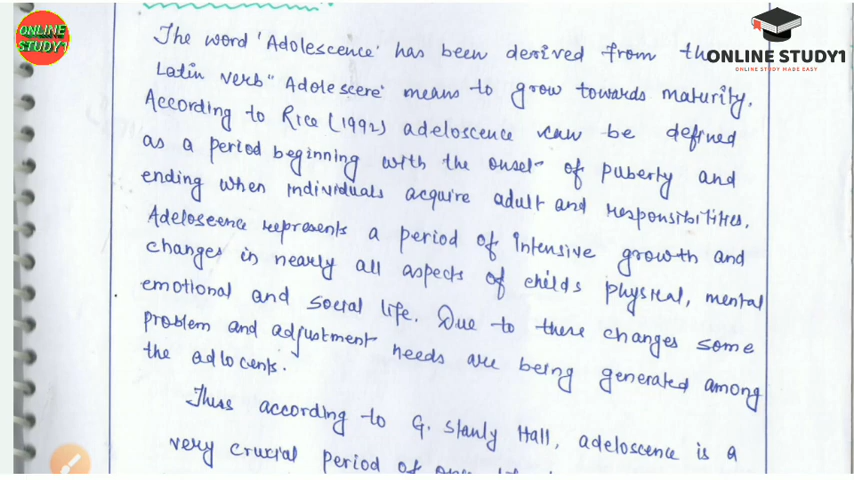 ONLINE
STUDY1
ONLINE STUDY1
ONLINE STUDY MADE EASY
The word 'Adolescence' has been derived from th
Latin verb" Adolescere' means to grow towards maturity.
According to Rice (1992) adeloscence can be defined
as a period beginning with the onset of puberty and
ending when individuals acquire adult and responsibilities.
Adeloscence represents a period of intensive growth and
changes in nearly all aspects of childs physical, mental
emotional and social life. Due to these changes some
problem and adjustment needs are being generated among
the adlocents.
Thus according to G. Stanly Hall, adeloscence is a
very crucial period of